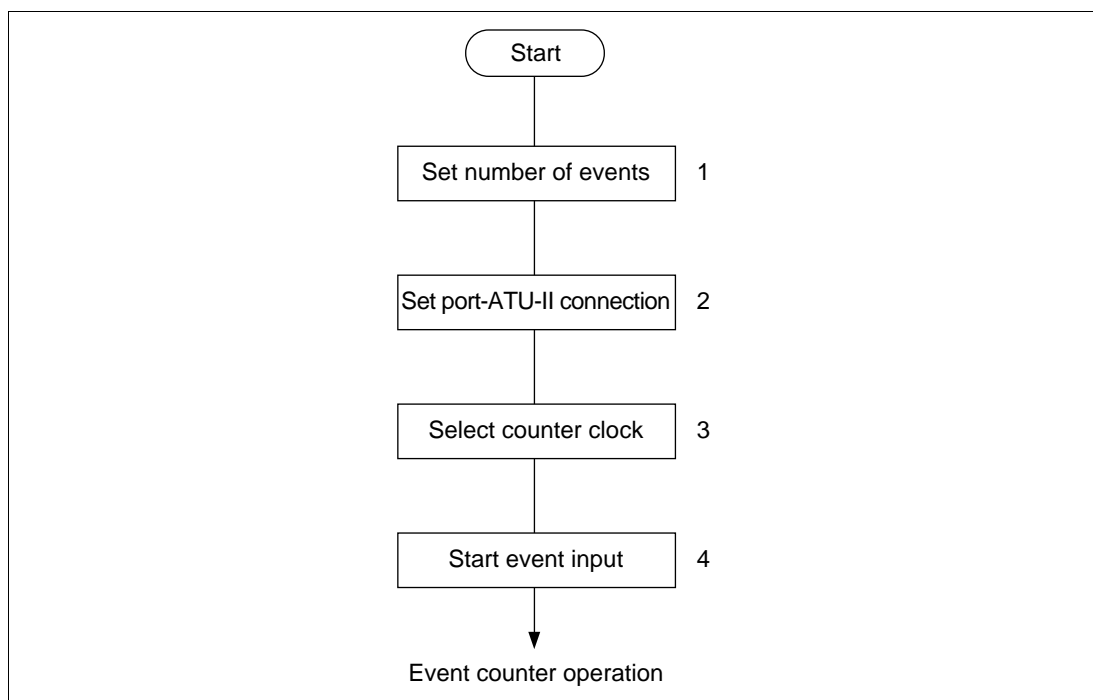 Start
Set number of events 1
Set port-ATU-II connection 2
Select counter clock 3
Start event input 4
Event counter operation